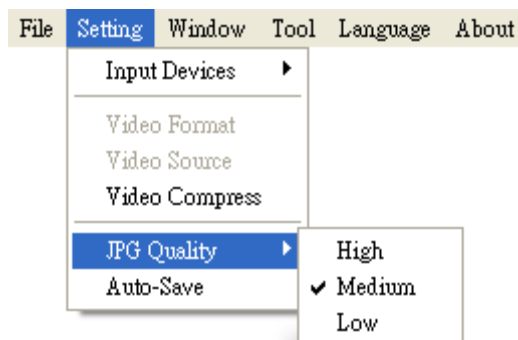 File Setting Window Tool Language About
Input Devices
Video Format
Video Source
Video Compress
JPG Quality
High
Auto-Save
Medium
Low